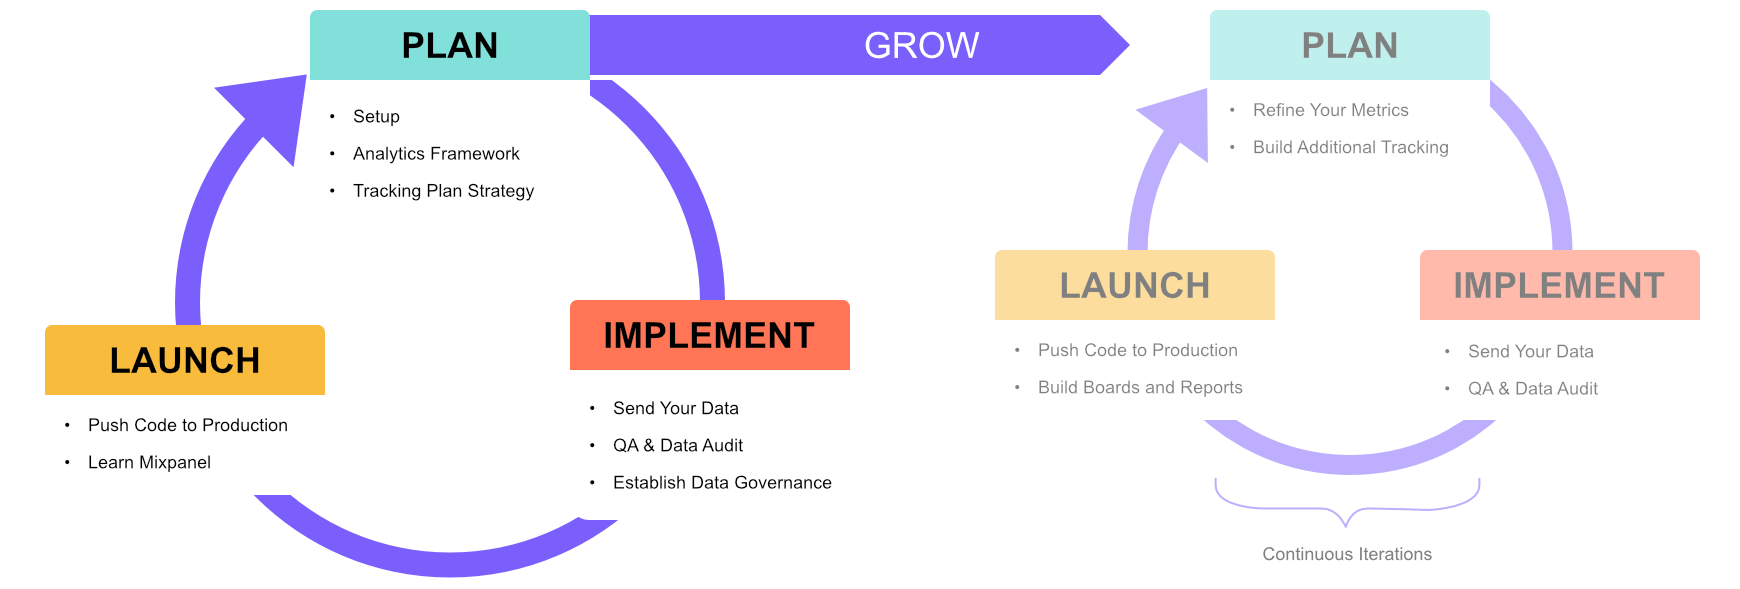 PLAN
• Setup
• Analytics Framework
• Tracking Plan Strategy
GROW
IMPLEMENT
• Send Your Data
• QA & Data Audit
• Establish Data Governance
LAUNCH
• Push Code to Production
• Learn Mixpanel
PLAN
• Refine Your Metrics
• Build Additional Tracking
IMPLEMENT
• Send Your Data
• QA & Data Audit
LAUNCH
• Push Code to Production
• Build Boards and Reports
Continuous Iterations